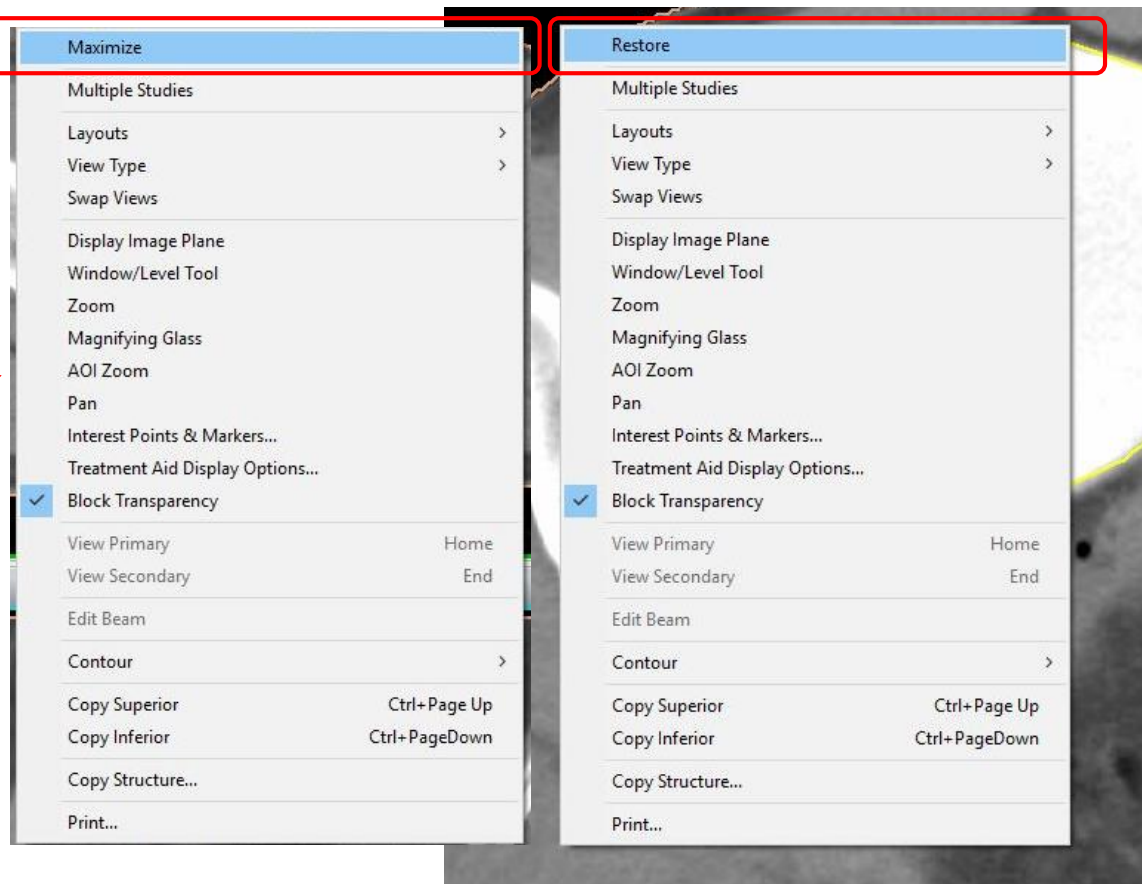 Maximize
Multiple Studies
Layouts
View Type
Swap Views
Display Image Plane
Window/Level Tool
Zoom
Magnifying Glass
AOI Zoom
Pan
Interest Points & Markers...
Treatment Aid Display Options...
Block Transparency
View Primary Home
View Secondary End
Edit Beam
Contour
Copy Superior Ctrl+Page Up
Copy Inferior Ctrl+PageDown
Copy Structure...
Print...
Restore
Multiple Studies
Layouts
View Type
Swap Views
Display Image Plane
Window/Level Tool
Zoom
Magnifying Glass
AOI Zoom
Pan
Interest Points & Markers...
Treatment Aid Display Options...
Block Transparency
View Primary Home
View Secondary End
Edit Beam
Contour
Copy Superior Ctrl+Page Up
Copy Inferior Ctrl+PageDown
Copy Structure...
Print...